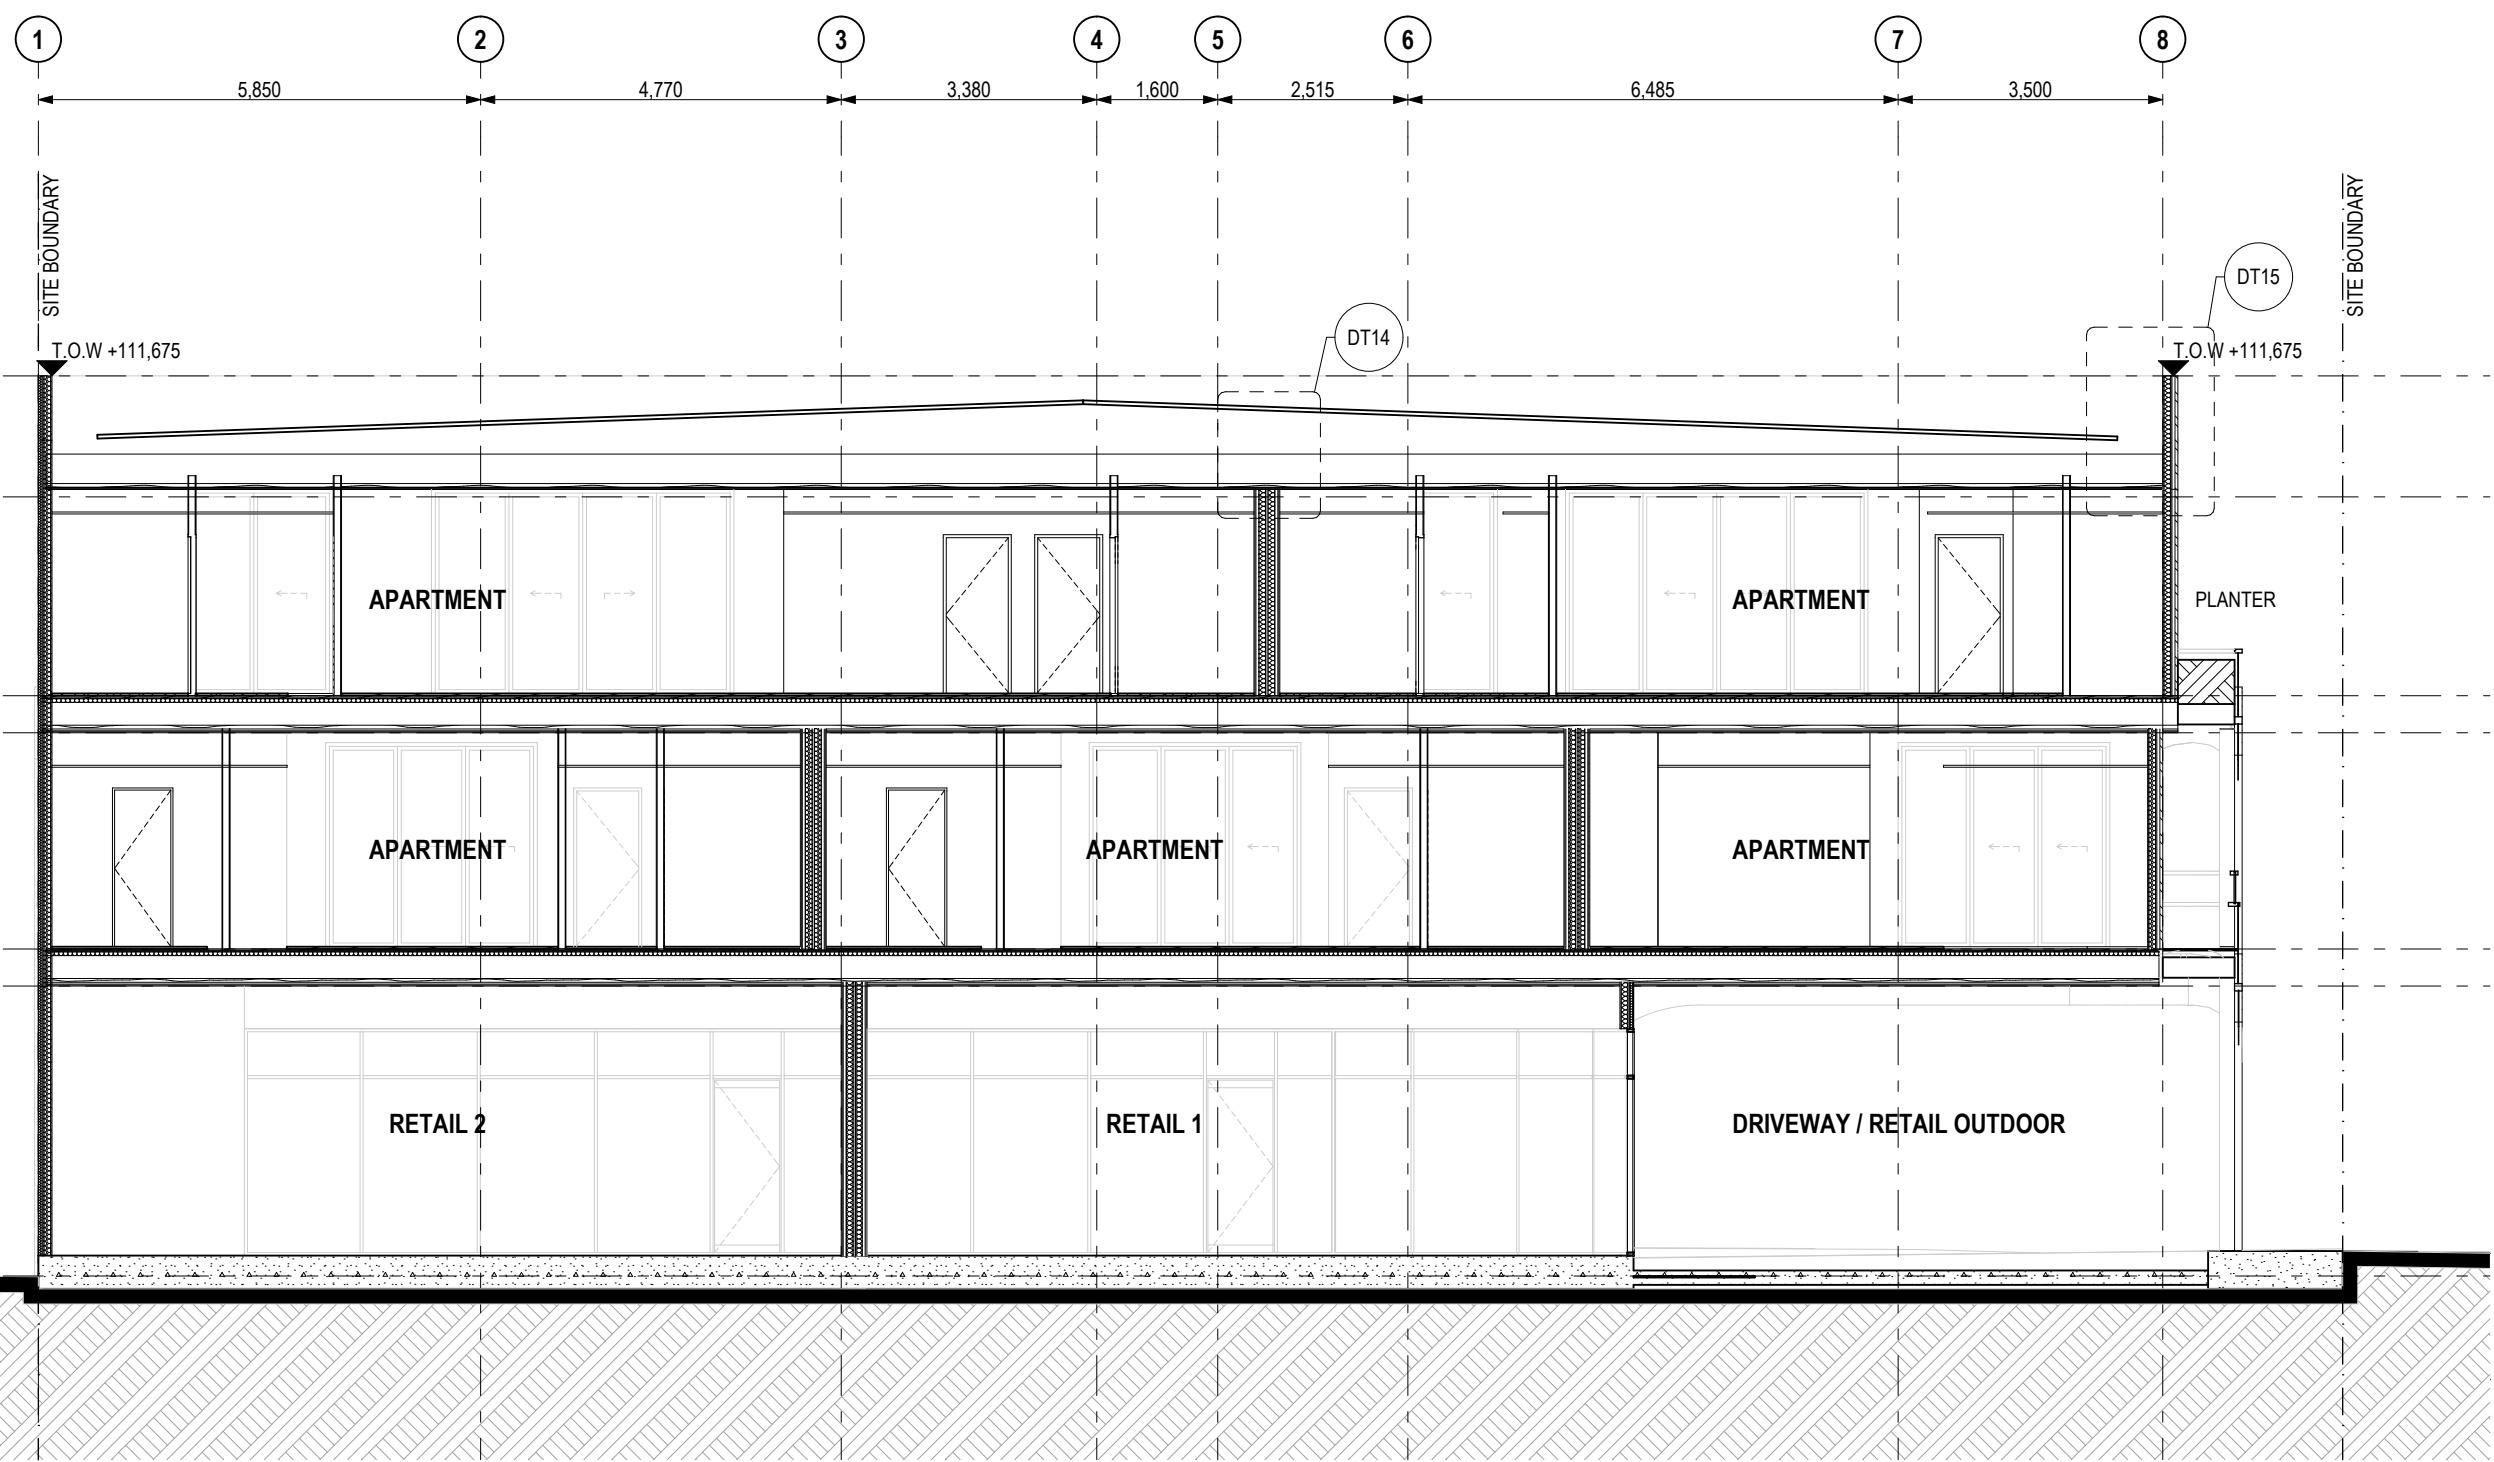 1 2 3 4 5 6 7 8
5,850 4,770 3,380 1,600 2,515 6,485 3,500
SITE BOUNDARY
SITE BOUNDARY
DT15
DT14
T.O.W +111,675
T.O.W +111,675
APARTMENT
APARTMENT
PLANTER
APARTMENT
APARTMENT
APARTMENT
RETAIL 2
RETAIL 1
DRIVEWAY / RETAIL OUTDOOR